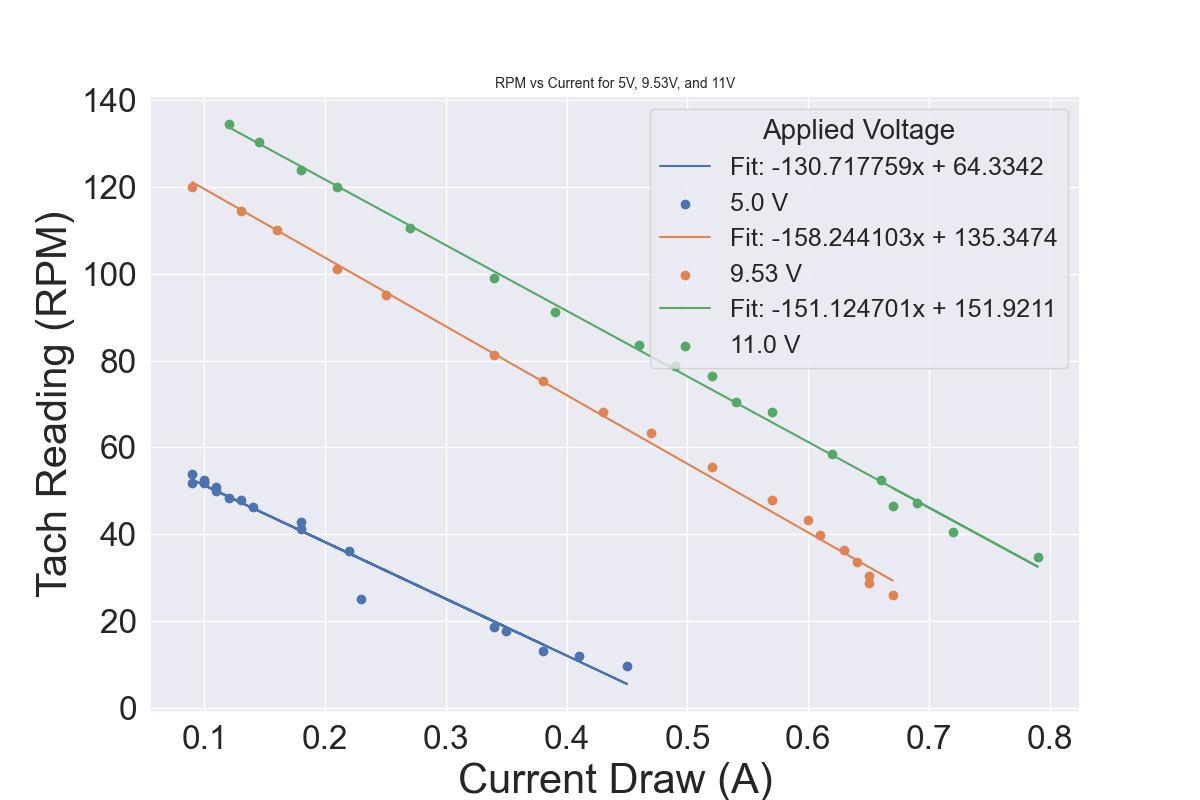 RPM vs Current for 5V, 9.53V, and 11V
140
120
100
80
60
40
20
0
Tach Reading (RPM)
Applied Voltage
Fit: -130.717759x + 64.3342
5.0 V
Fit: -158.244103x + 135.3474
9.53 V
Fit: -151.124701x + 151.9211
11.0 V
0.1 0.2 0.3 0.4 0.5 0.6 0.7 0.8
Current Draw (A)